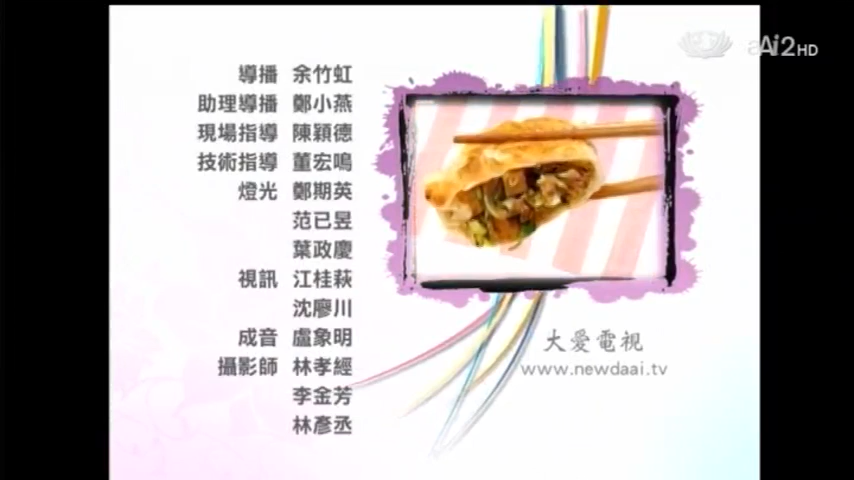 aAi2HD
導播 余竹虹
助理導播 鄭小燕
現場指導 陳穎德
技術指導 董宏鳴
燈光 鄭期英
范已昱
葉政慶
視訊 江桂萩
沈廖川
成音 盧象明
攝影師 林孝經
李金芳
林彥丞
大愛電視
www.newdaai.tv